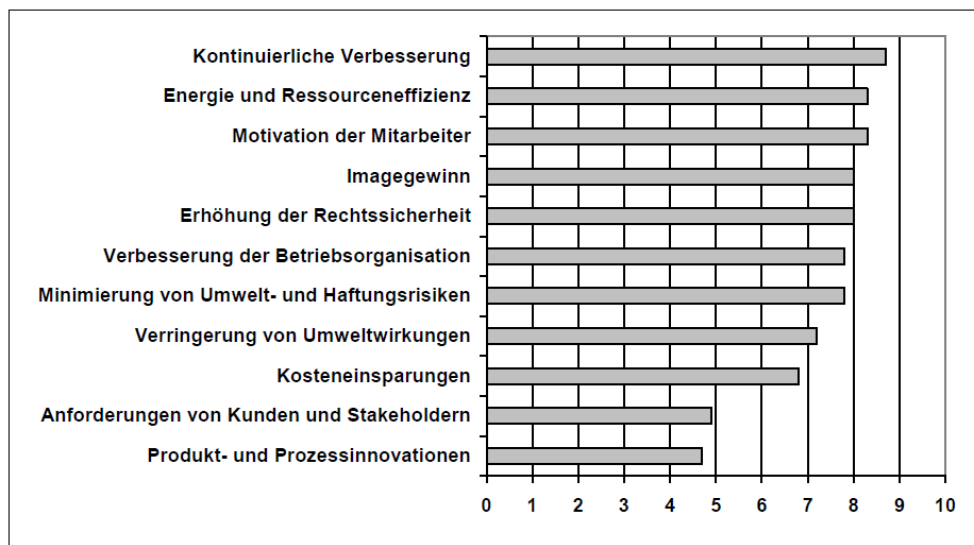 Kontinuierliche Verbesserung
Energie und Ressourceneffizienz
Motivation der Mitarbeiter
Imagegewinn
Erhöhung der Rechtssicherheit
Verbesserung der Betriebsorganisation
Minimierung von Umwelt- und Haftungsrisiken
Verringerung von Umweltwirkungen
Kosteneinsparungen
Anforderungen von Kunden und Stakeholdern
Produkt- und Prozessinnovationen
0 1 2 3 4 5 6 7 8 9 10